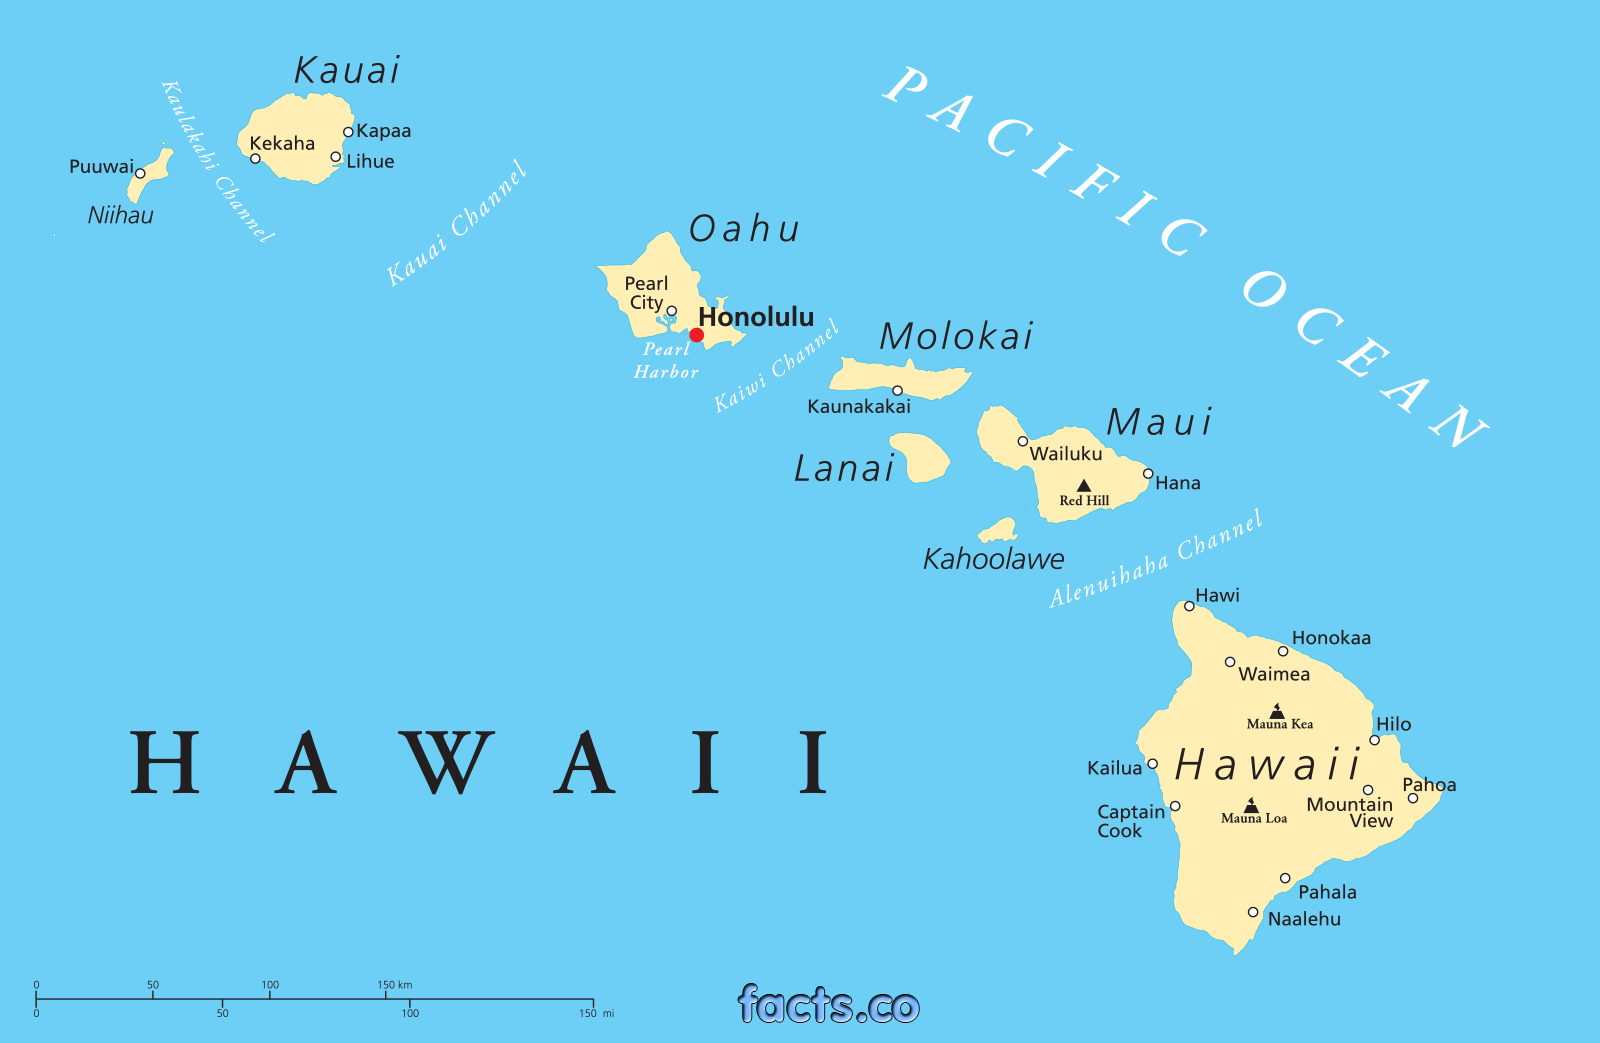 Kauai
Kaulakahi Channel
Kapaa
Kekaha
Lihue
Puuwai
Niihau
Kauai Channel
PACIFIC OCEAN
Oahu
Pearl
City
Honolulu
Pearl
Harbor
Kaiwi Channel
Molokai
Kaunakakai
Maui
Lanai
Wailuku
Hana
Red Hill
Kahoolawe
Alenuihaha Channel
Hawi
Honokaa
Waimea
Mauna Kea
Hilo
Hawaii
Kailua
Pahoa
Mountain
View
Captain
Cook
Mauna Loa
Pahala
Naalehu
HAWAII
0 50 100 150 km
0 50 100 150 mi
facts.co